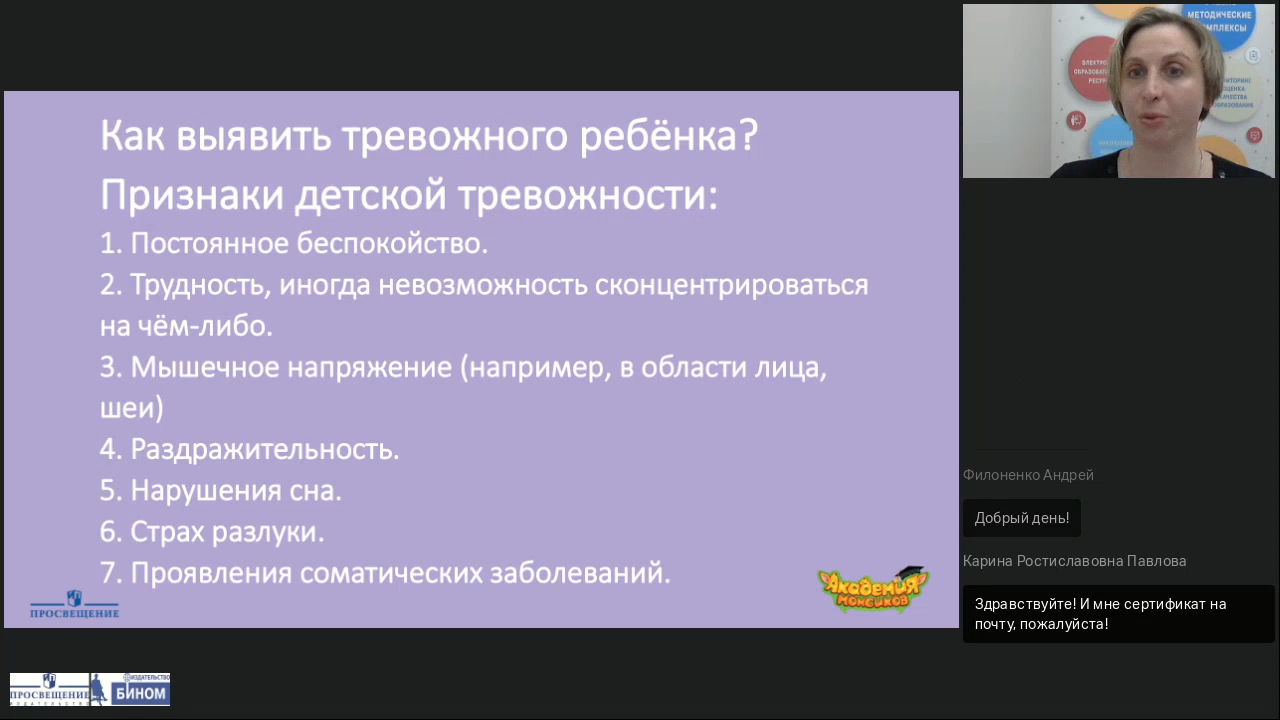 Как выявить тревожного ребёнка?
Признаки детской тревожности:
1. Постоянное беспокойство.
2. Трудность, иногда невозможность сконцентрироваться
на чём-либо.
3. Мышечное напряжение (например, в области лица,
шеи)
4. Раздражительность.
5. Нарушения сна.
6. Страх разлуки.
7. Проявления соматических заболеваний.
ПРОСВЕЩЕНИЕ
Академия
монсиков
ПРОСВЕЩЕНИЕ
ИЗДАТЕЛЬСТВО
ИЗДАТЕЛЬСТВО
БИНОМ
МЕТОДИЧЕСКИЕ
Филоненко Андрей
Добрый день!
Карина Ростиславовна Павлова
Здравствуйте! И мне сертификат на
почту, пожалуйста!